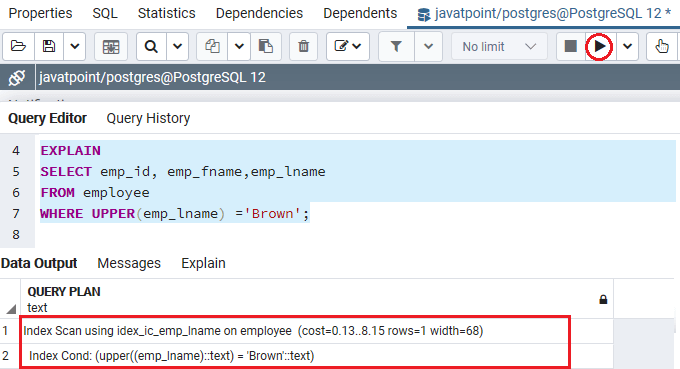 Properties SQL Statistics Dependencies Dependents javatpoint/postgres@PostgreSQL 12 *
No limit
javatpoint/postgres@PostgreSQL 12
Query Editor Query History
4 EXPLAIN
5 SELECT emp_id, emp_fname,emp_lname
6 FROM employee
7 WHERE UPPER(emp_lname) ='Brown';
8
Data Output Messages Explain
QUERY PLAN
text
1 Index Scan using idex_ic_emp_lname on employee (cost=0.13..8.15 rows=1 width=68)
2 Index Cond: (upper((emp_lname)::text) = 'Brown'::text)